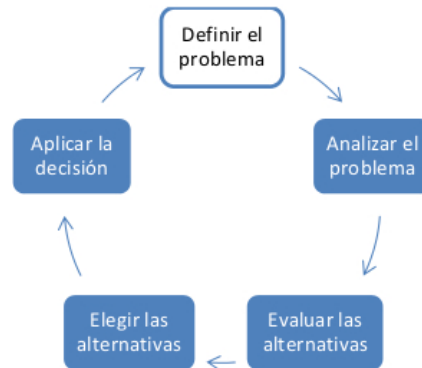 Definir el
problema
Analizar el
problema
Evaluar las
alternativas
Elegir las
alternativas
Aplicar la
decisión